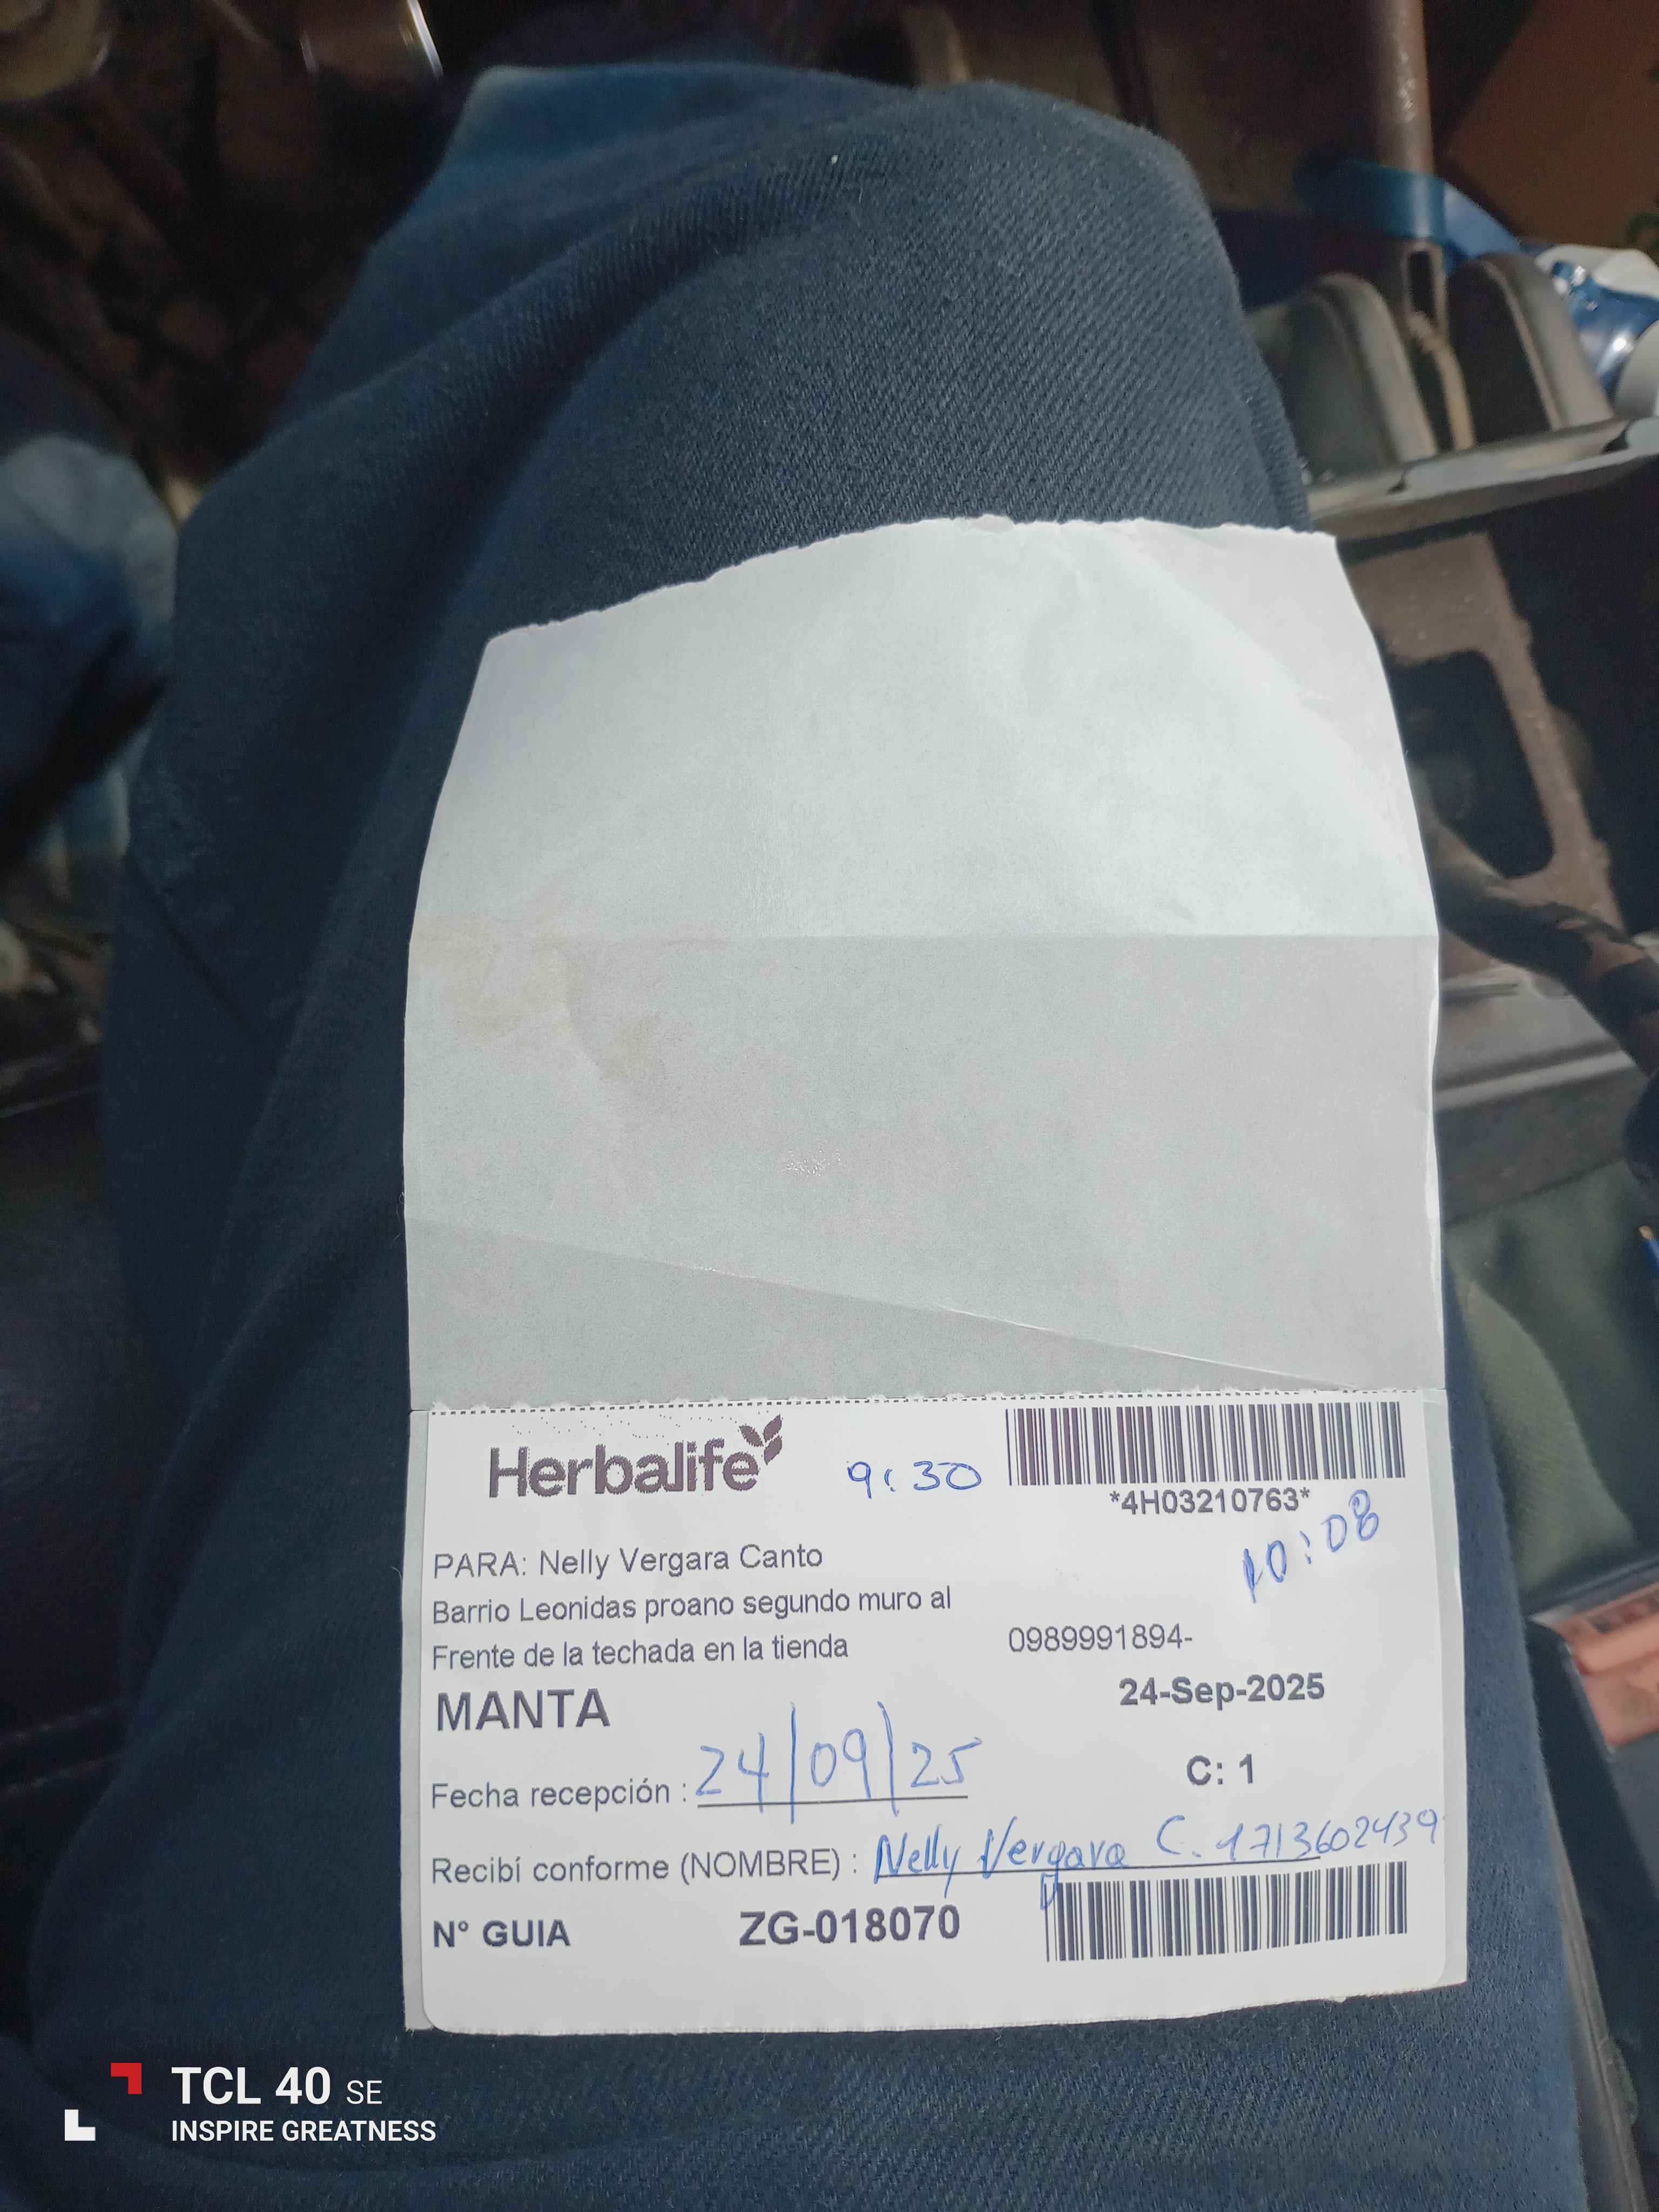 Herbalife
9:30
*4H03210763*
10:08
PARA: Nelly Vergara Canto
Barrio Leonidas proano segundo muro al
Frente de la techada en la tienda
0989991894-
MANTA
24-Sep-2025
Fecha recepción : 24/09/25
C: 1
Recibí conforme (NOMBRE) : Nelly Vergara C. 1713602439
N° GUIA ZG-018070
TCL 40 SE
INSPIRE GREATNESS